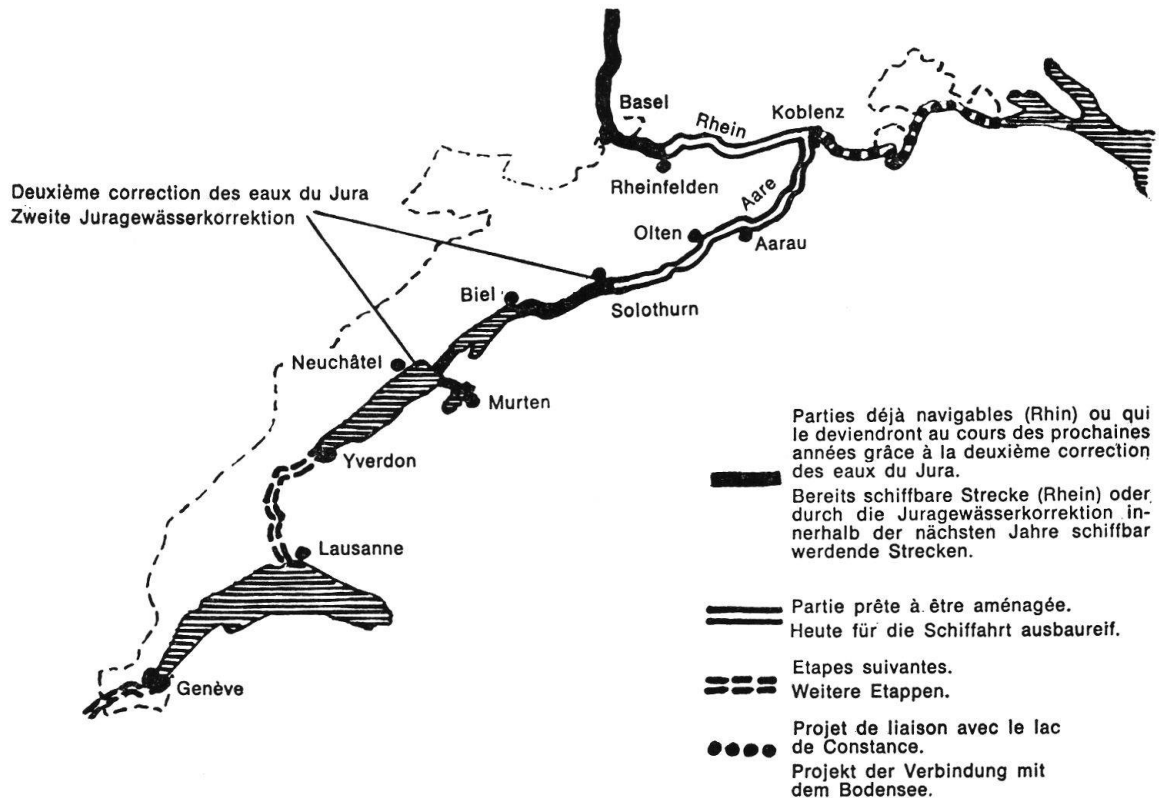 Basel
Rhein
Koblenz
Rheinfelden
Deuxième correction des eaux du Jura
Zweite Juragewässerkorrektion
Aare
Olten
Aarau
Biel
Solothurn
Neuchâtel
Murten
Yverdon
Lausanne
Genève
Parties déjà navigables (Rhin) ou qui
le deviendront au cours des prochaines
années grâce à la deuxième correction
des eaux du Jura.
Bereits schiffbare Strecke (Rhein) oder
durch die Juragewässerkorrektion in-
nerhalb der nächsten Jahre schiffbar
werdende Strecken.
Partie prête à être aménagée.
Heute für die Schiffahrt ausbaureif.
Etapes suivantes.
Weitere Etappen.
Projet de liaison avec le lac
de Constance.
Projekt der Verbindung mit
dem Bodensee.